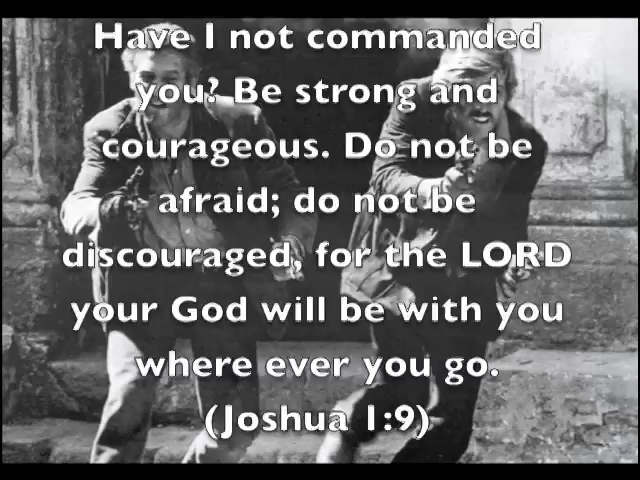 Have I not commanded
you? Be strong and
courageous. Do not be
afraid; do not be
discouraged, for the LORD
your God will be with you
where ever you go.
(Joshua 1:9)